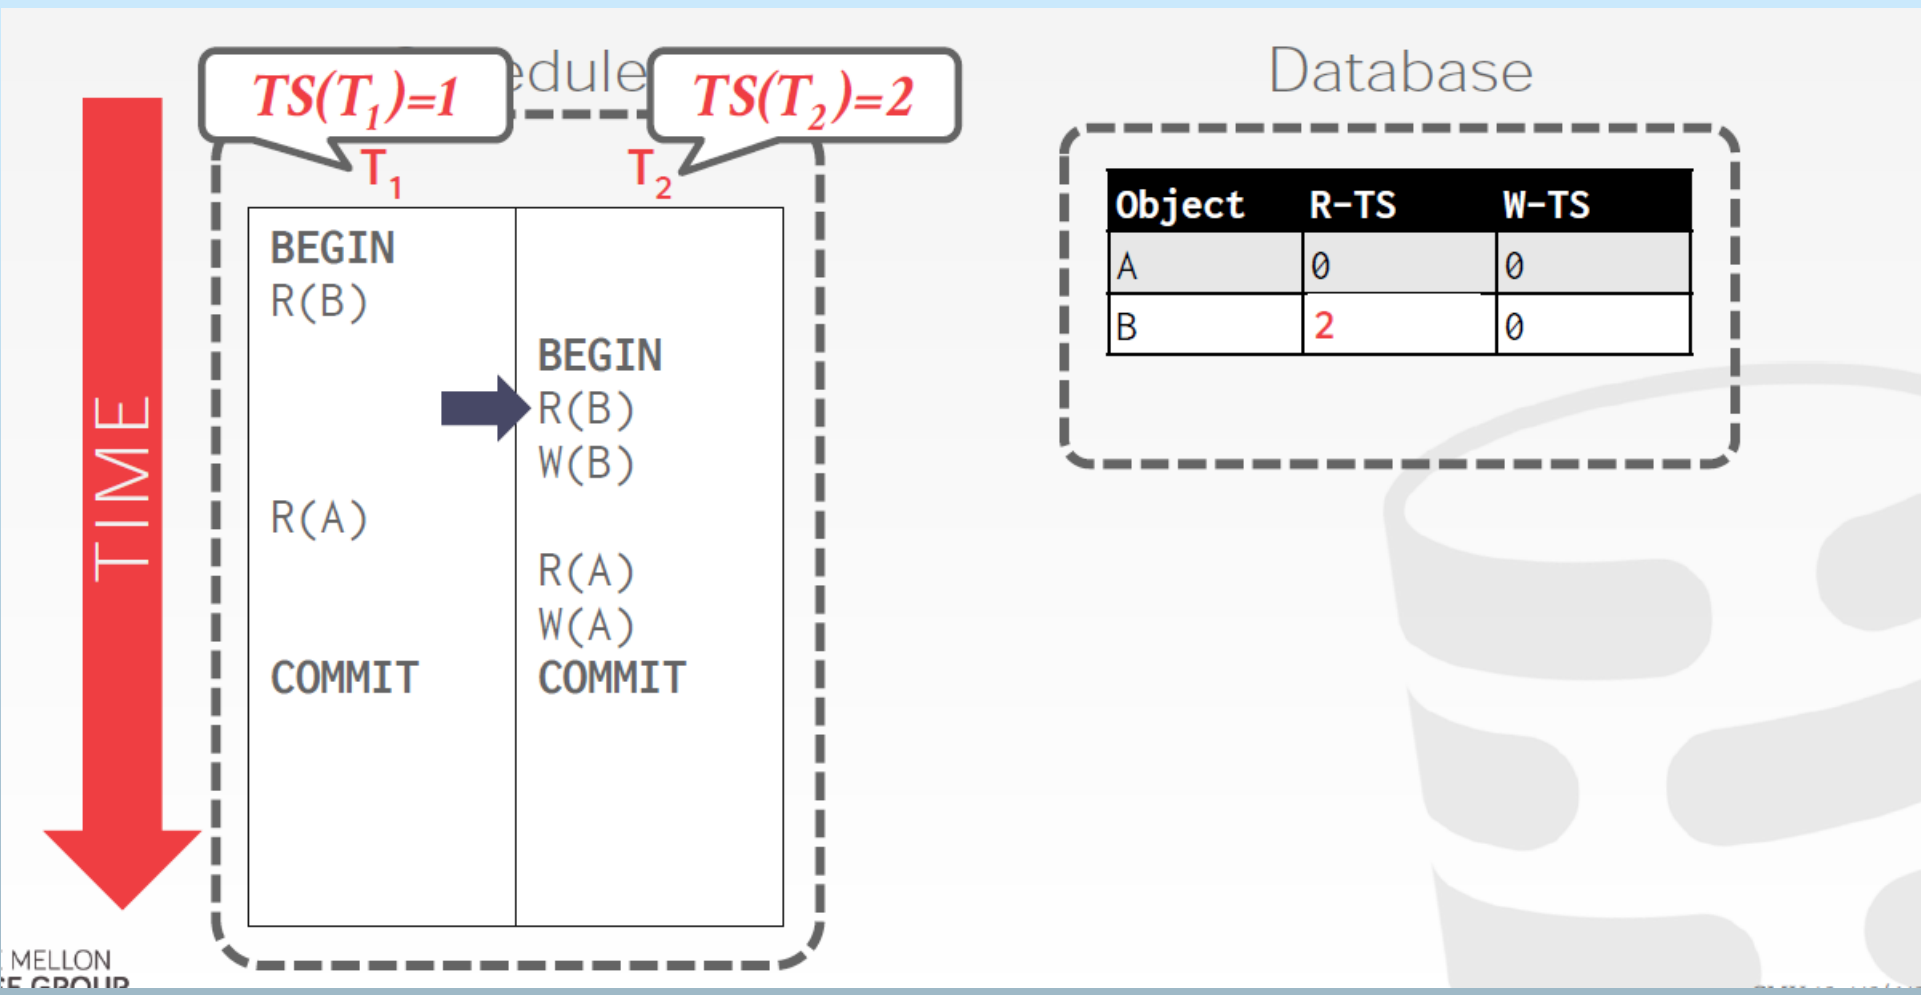 TS(T1)=1
edule
TS(T2)=2
Database
T1
T2
TIME
BEGIN
R(B)
BEGIN
R(B)
W(B)
R(A)
R(A)
W(A)
COMMIT COMMIT
Object R-TS W-TS
A 0 0
B 2 0
MELLON
GROUP